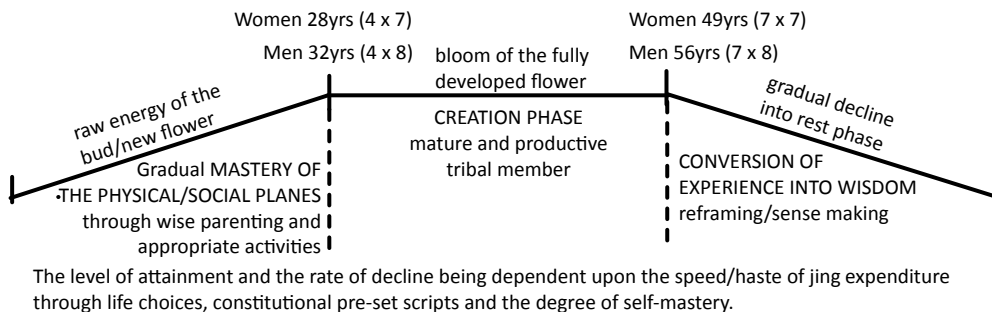 Women 28yrs (4 x 7)
Men 32yrs (4 x 8)
Women 49yrs (7 x 7)
Men 56yrs (7 x 8)
raw energy of the
bud/new flower
bloom of the fully
developed flower
gradual decline
into rest phase
Gradual MASTERY OF
THE PHYSICAL/SOCIAL PLANES
through wise parenting and
appropriate activities
CREATION PHASE
mature and productive
tribal member
CONVERSION OF
EXPERIENCE INTO WISDOM
reframing/sense making
The level of attainment and the rate of decline being dependent upon the speed/haste of jing expenditure
through life choices, constitutional pre-set scripts and the degree of self-mastery.